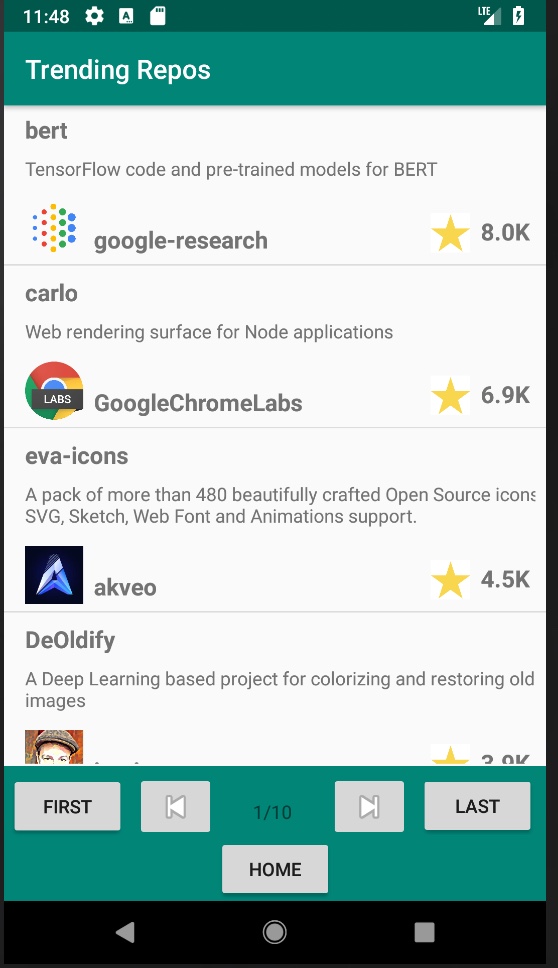 11:48
LTE
Trending Repos
bert
TensorFlow code and pre-trained models for BERT
google-research
8.0K
carlo
Web rendering surface for Node applications
LABS
GoogleChromeLabs
6.9K
eva-icons
A pack of more than 480 beautifully crafted Open Source icons
SVG, Sketch, Web Font and Animations support.
akveo
4.5K
DeOldify
A Deep Learning based project for colorizing and restoring old
images
3.9K
FIRST
1/10
LAST
HOME